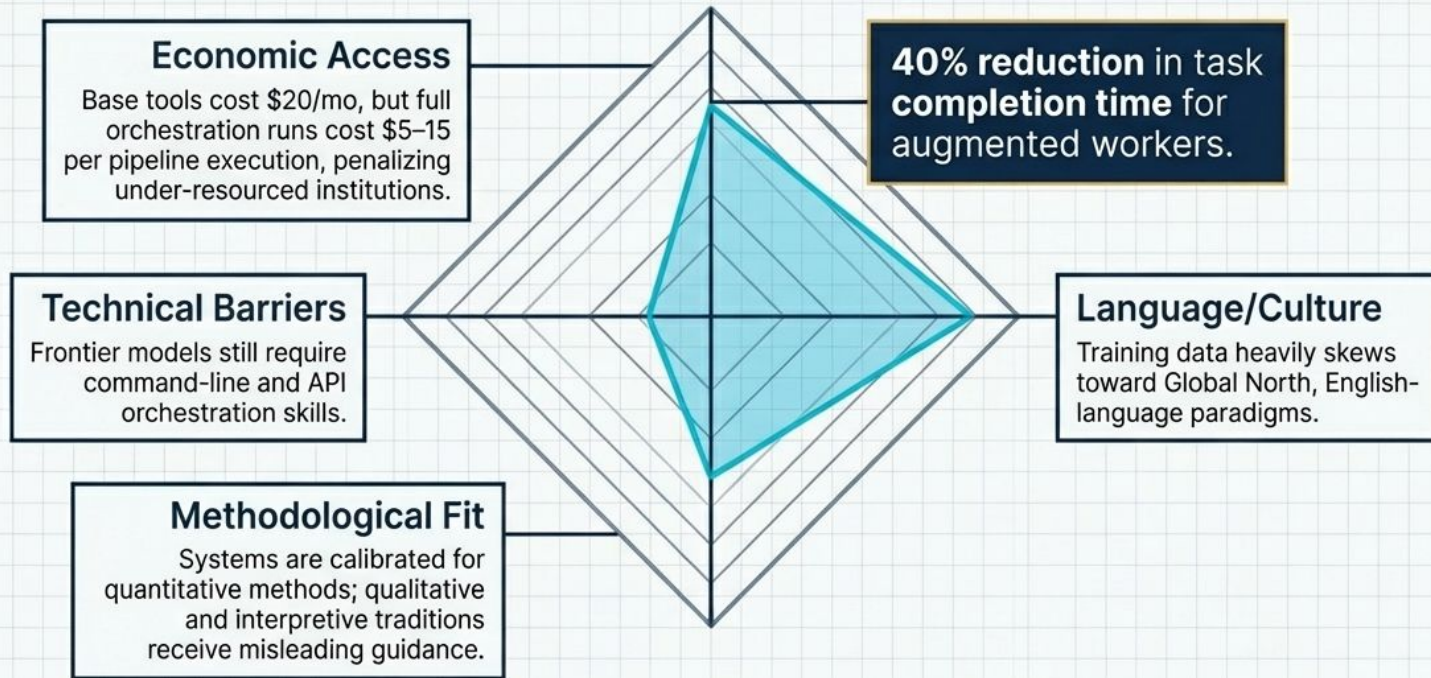 Economic Access
Base tools cost $20/mo, but full
orchestration runs cost $5–15
per pipeline execution, penalizing
under-resourced institutions.
40% reduction in task
completion time for
augmented workers.
Technical Barriers
Frontier models still require
command-line and API
orchestration skills.
Language/Culture
Training data heavily skews
toward Global North, English-
language paradigms.
Methodological Fit
Systems are calibrated for
quantitative methods; qualitative
and interpretive traditions
receive misleading guidance.